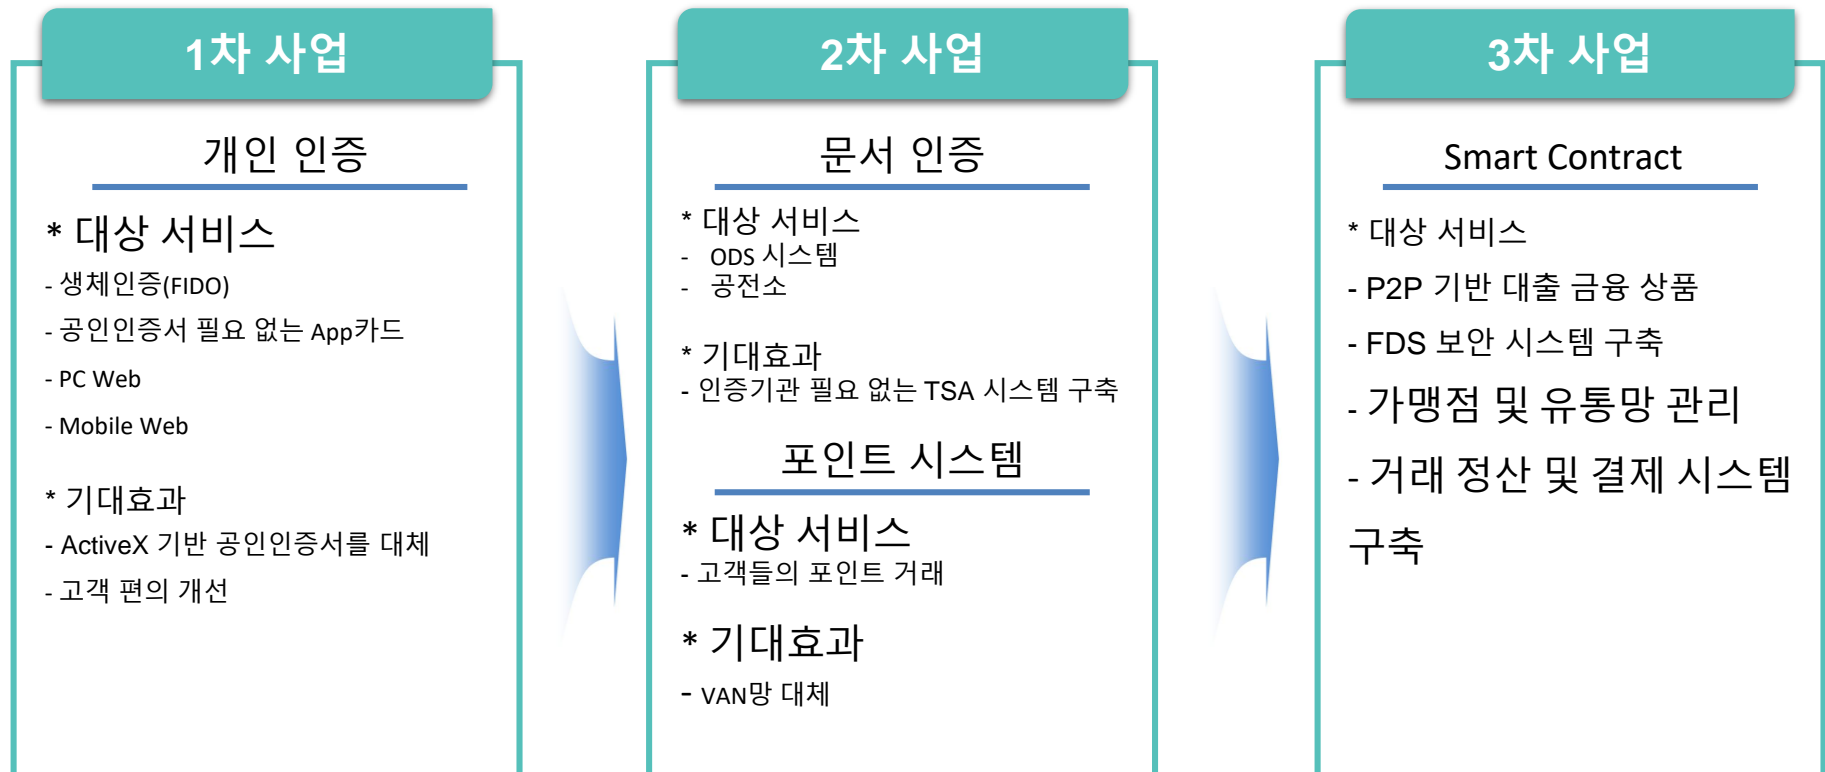 1차 사업
개인 인증
* 대상 서비스
- 생체인증(FIDO)
- 공인인증서 필요 없는 App카드
- PC Web
- Mobile Web
* 기대효과
- ActiveX 기반 공인인증서를 대체
- 고객 편의 개선
2차 사업
문서 인증
* 대상 서비스
- ODS 시스템
- 공전소
* 기대효과
- 인증기관 필요 없는 TSA 시스템 구축
포인트 시스템
* 대상 서비스
- 고객들의 포인트 거래
* 기대효과
- VAN망 대체
3차 사업
Smart Contract
* 대상 서비스
- P2P 기반 대출 금융 상품
- FDS 보안 시스템 구축
- 가맹점 및 유통망 관리
- 거래 정산 및 결제 시스템
구축